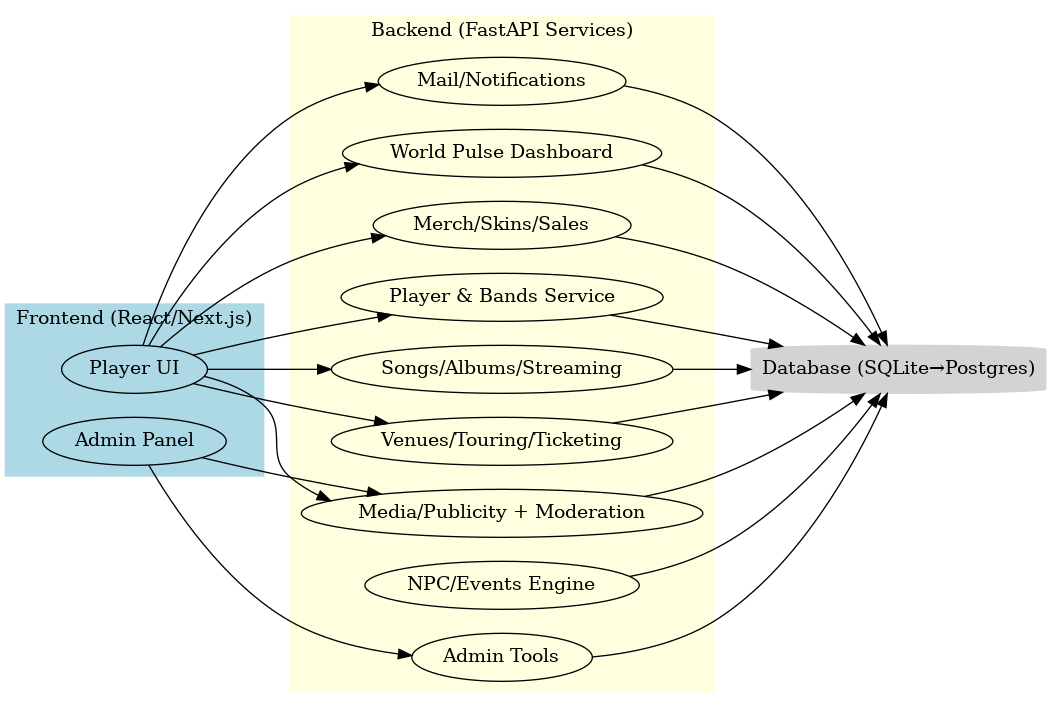 Backend (FastAPI Services)
Mail/Notifications
World Pulse Dashboard
Merch/Skins/Sales
Player & Bands Service
Frontend (React/Next.js)
Player UI
Songs/Albums/Streaming
Database (SQLite→Postgres)
Admin Panel
Venues/Touring/Ticketing
Media/Publicity + Moderation
NPC/Events Engine
Admin Tools